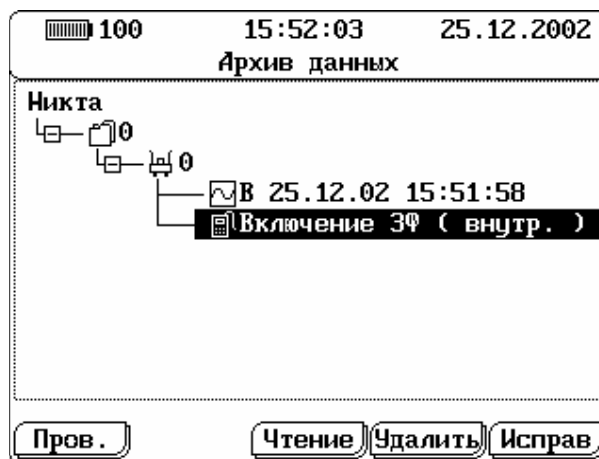 100 15:52:03 25.12.2002
Архив данных
Никта
0
0
В 25.12.02 15:51:58
Включение 3Ф ( внутр. )
Пров. Чтение Удалить Исправ